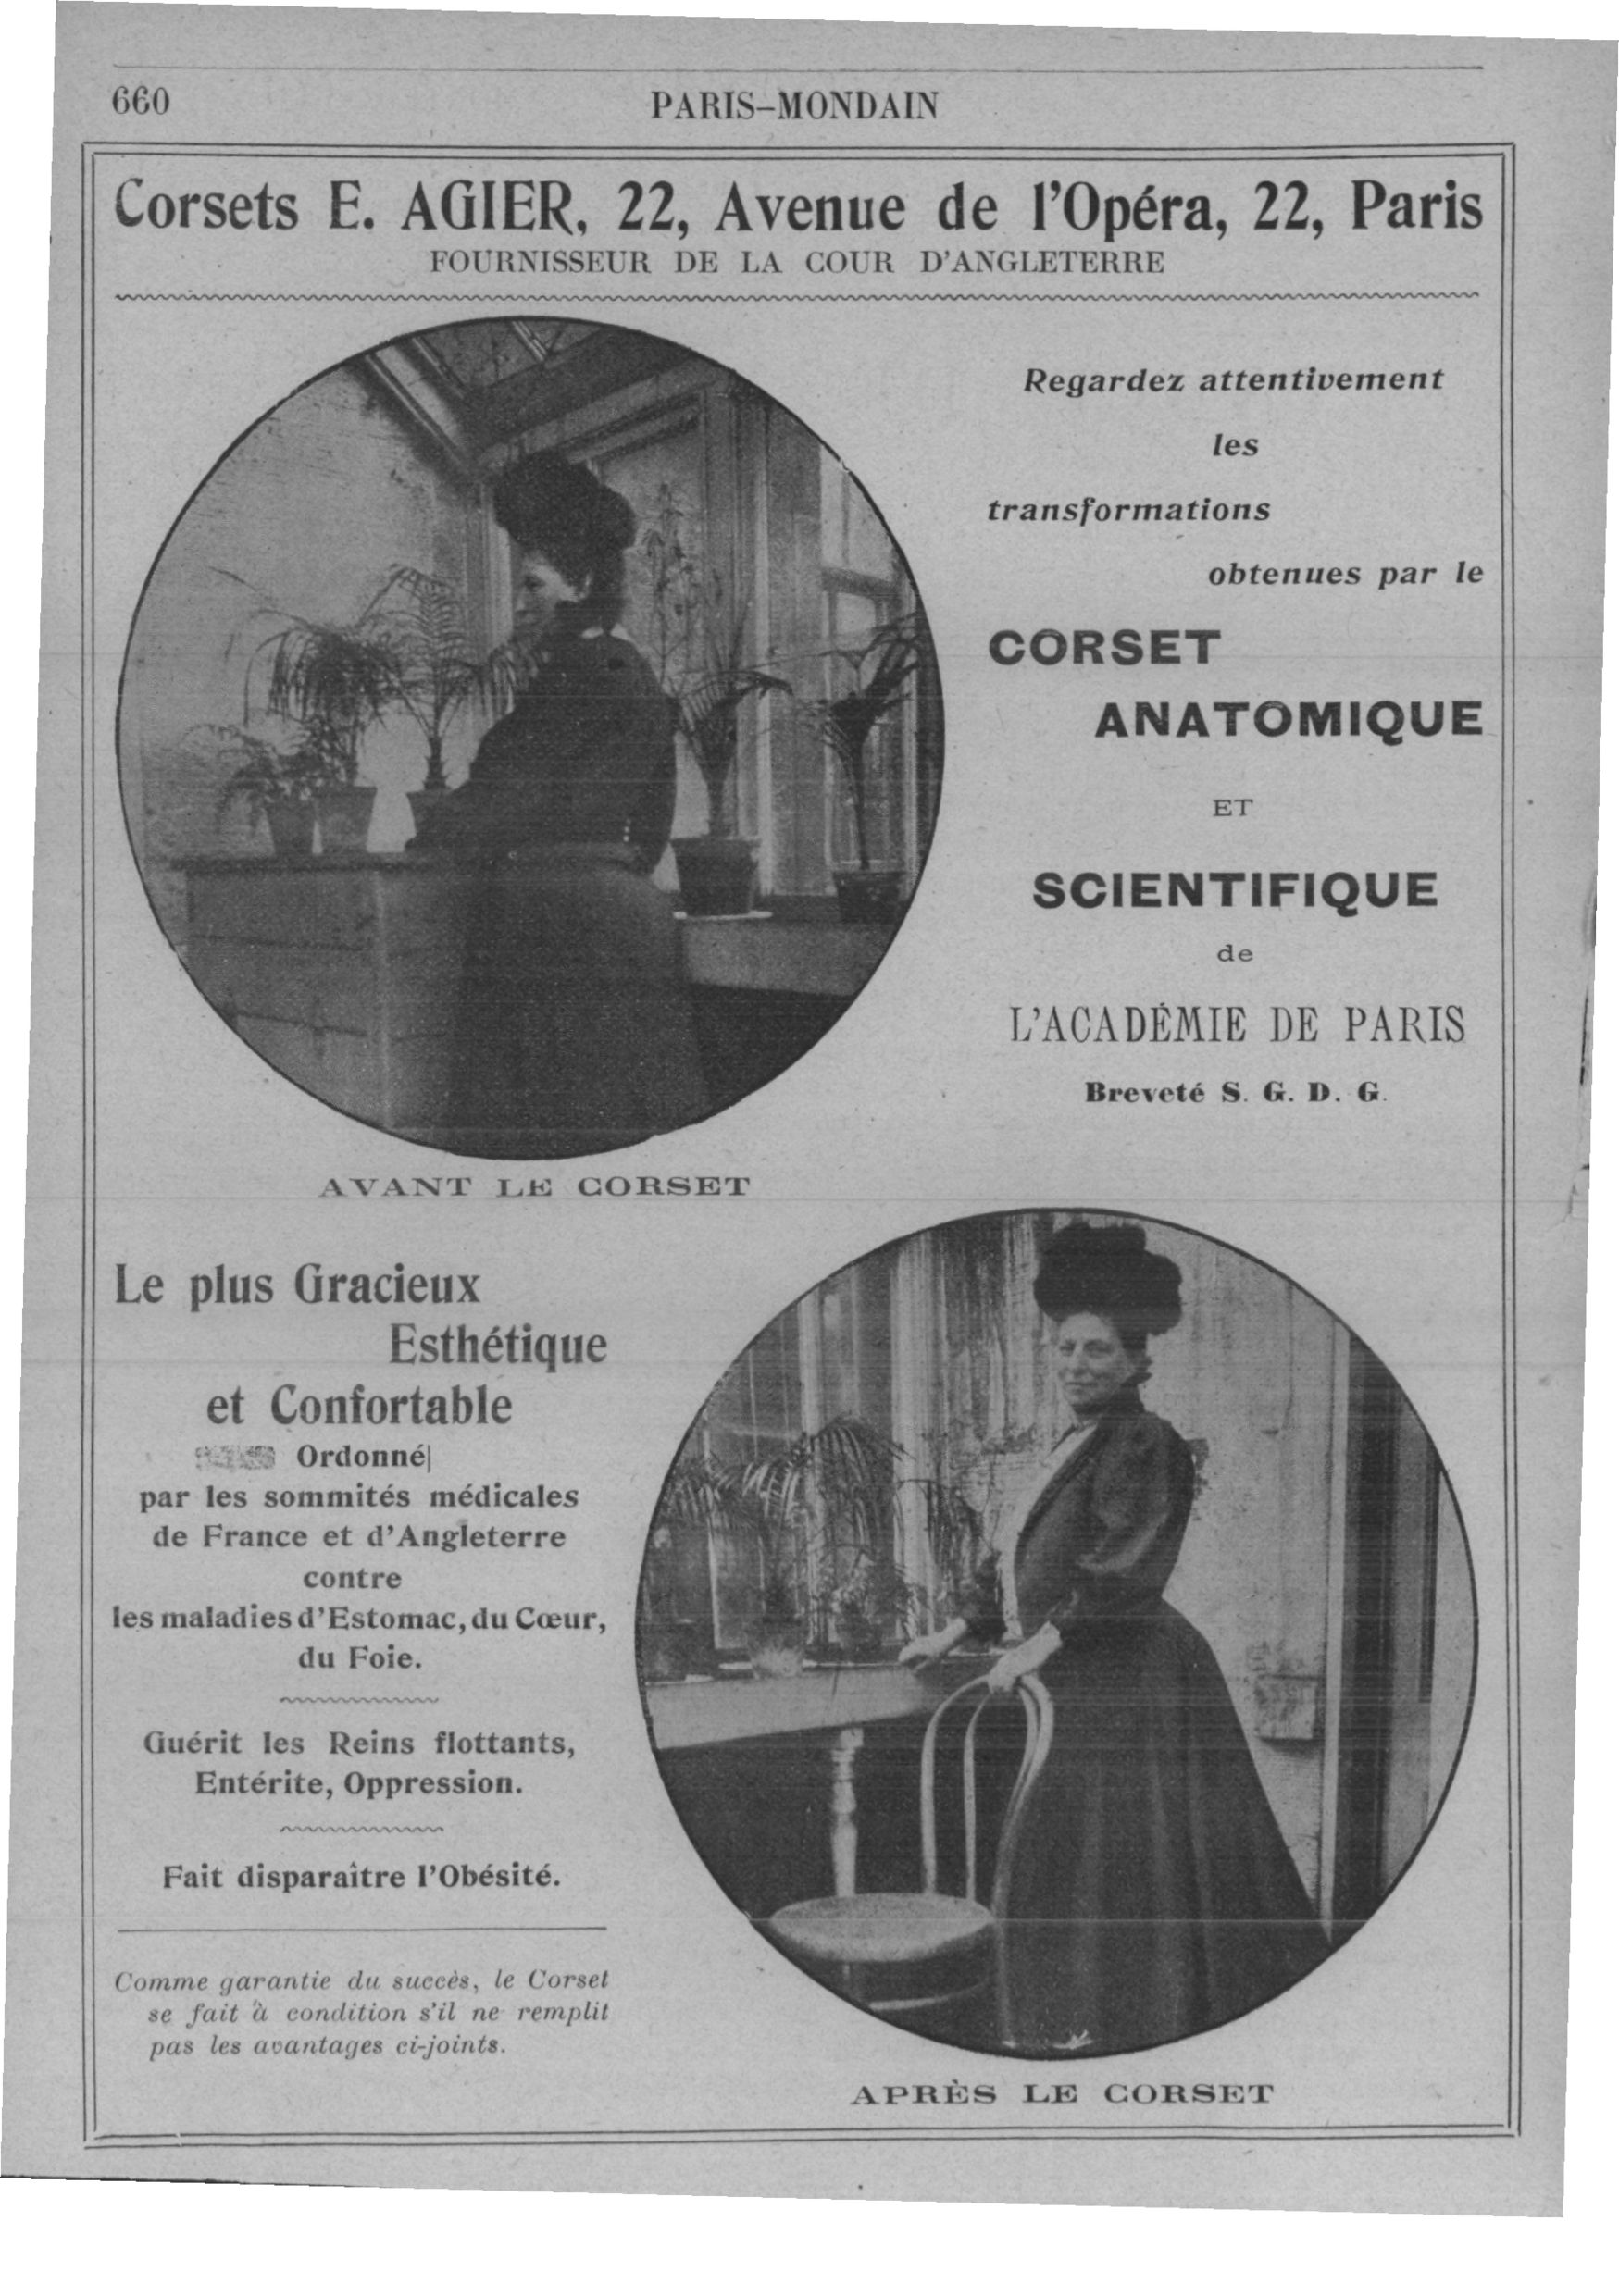 660
PARIS-MONDAIN
Corsets E. AGIER, 22, Avenue de l'Opéra, 22, Paris
FOURNISSEUR DE LA COUR D'ANGLETERRE
Regardez attentivement
les
transformations
obtenues par le
CORSET
ANATOMIQUE
ET
SCIENTIFIQUE
de
L'ACADÉMIE DE PARIS
Breveté S. G. D. G.
AVANT LE CORSET
Le plus Gracieux
Esthétique
et Confortable
Ordonné
par les sommités médicales
de France et d'Angleterre
contre
les maladies d'Estomac, du Cœur,
du Foie.
Guérit les Reins flottants,
Entérite, Oppression.
Fait disparaître l'Obésité.
Comme garantie du succès, le Corset
se fait à condition s'il ne remplit
pas les avantages ci-joints.
APRÈS LE CORSET